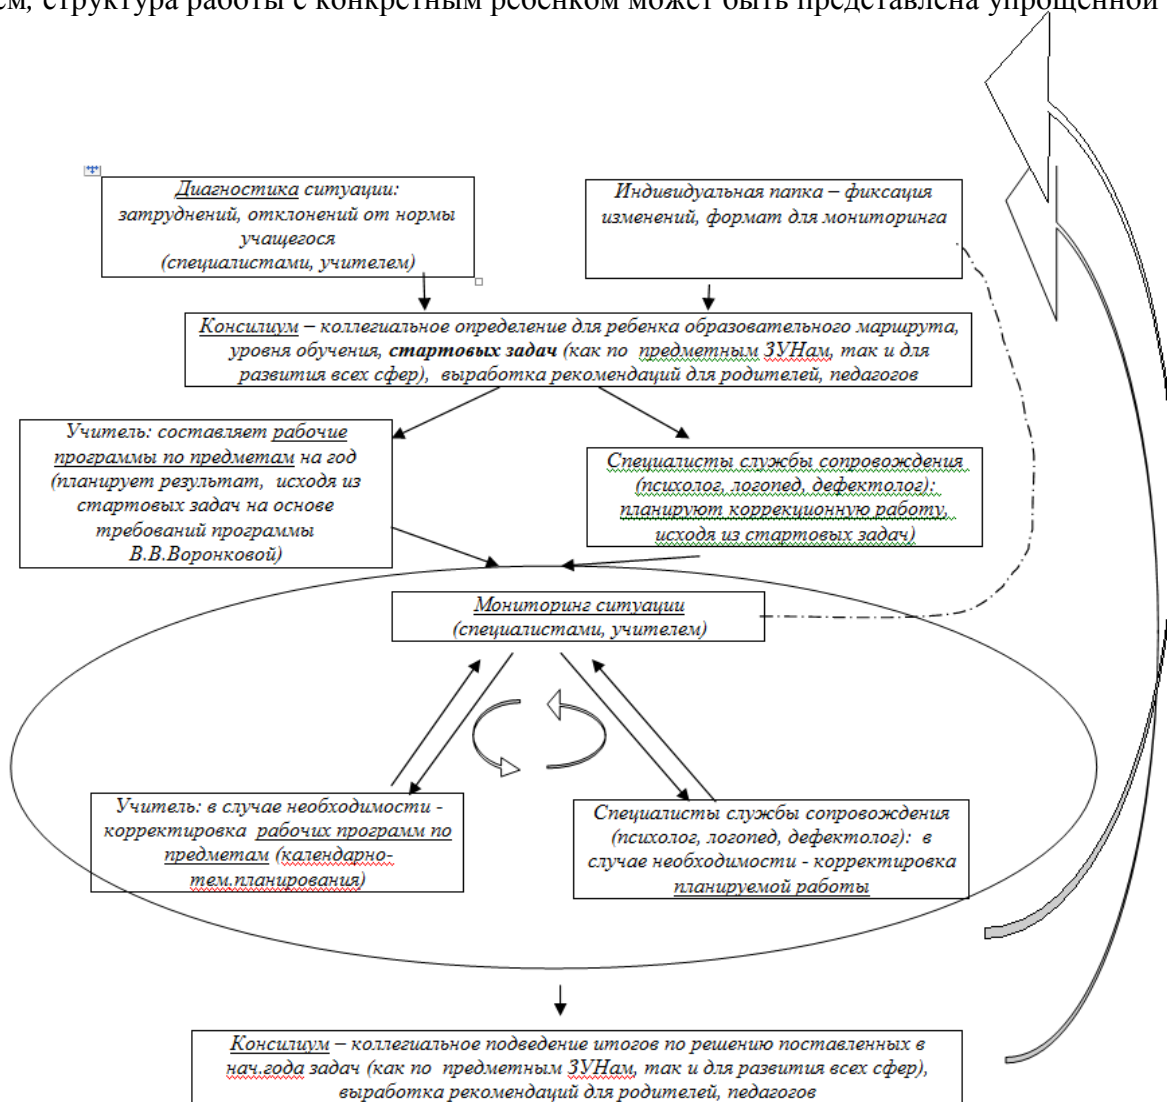 ем, структура работы с конкретным ребенком может быть представлена упрощенной
Диагностика ситуации:
затруднений, отклонений от нормы
учащегося
(специалистами, учителем)
Индивидуальная папка – фиксация
изменений, формат для мониторинга
Консилиум – коллегиальное определение для ребенка образовательного маршрута,
уровня обучения, стартовых задач (как по предметным ЗУНам, так и для
развития всех сфер), выработка рекомендаций для родителей, педагогов
Учитель: составляет рабочие
программы по предметам на год
(планирует результат, исходя из
стартовых задач на основе
требований программы
В.В.Воронковой)
Специалисты службы сопровождения
(психолог, логопед, дефектолог):
планируют коррекционную работу,
исходя из стартовых задач)
Мониторинг ситуации
(специалистами, учителем)
Учитель: в случае необходимости -
корректировка рабочих программ по
предметам (календарно-
тем.планирования)
Специалисты службы сопровождения
(психолог, логопед, дефектолог): в
случае необходимости - корректировка
планируемой работы
Консилиум – коллегиальное подведение итогов по решению поставленных в
нач.года задач (как по предметным ЗУНам, так и для развития всех сфер),
выработка рекомендаций для родителей, педагогов